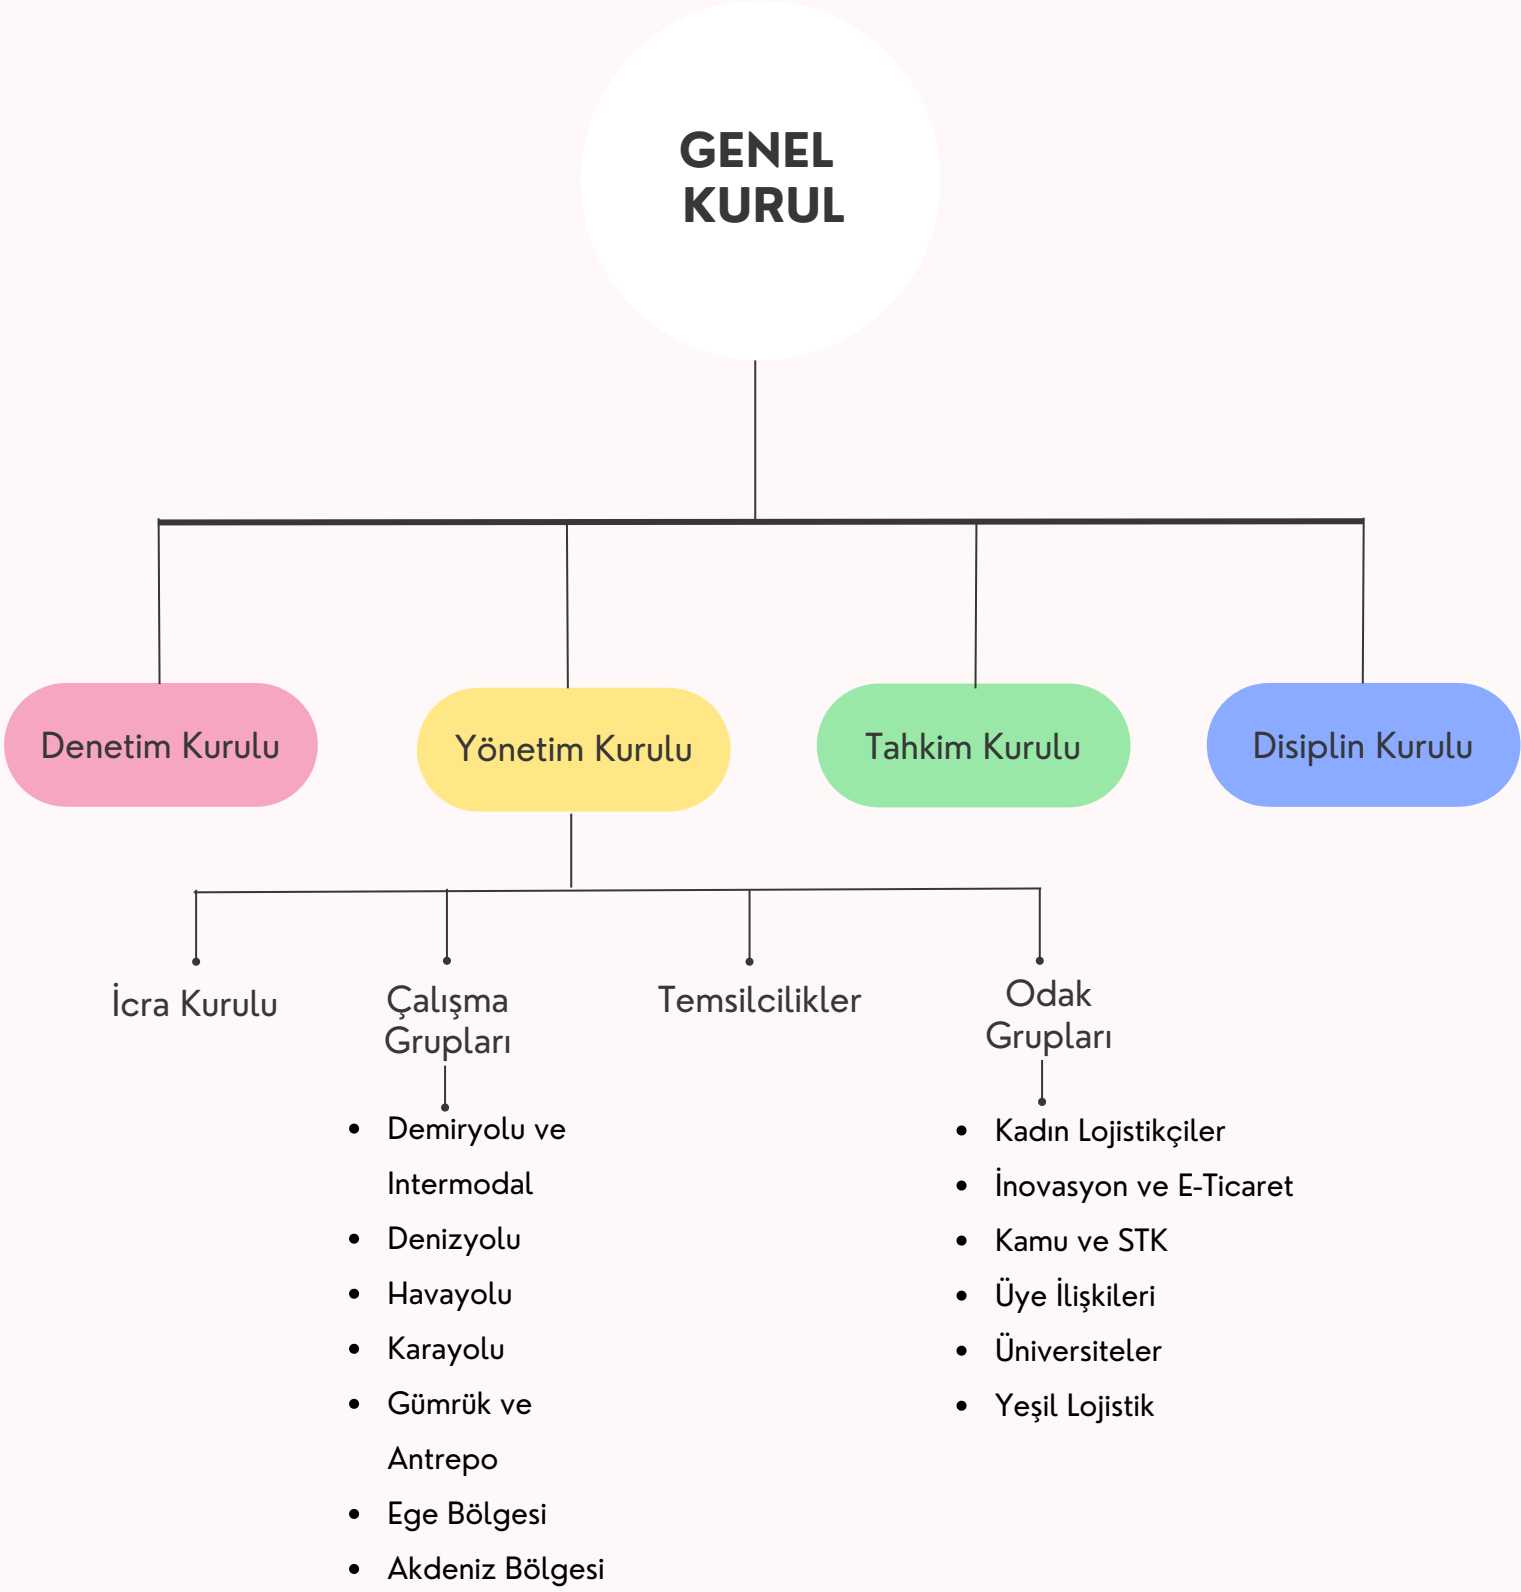 GENEL
KURUL
Denetim Kurulu
Yönetim Kurulu
Tahkim Kurulu
Disiplin Kurulu
İcra Kurulu
Çalışma
Grupları
Temsilcilikler
Odak
Grupları
• Demiryolu ve
Intermodal
• Denizyolu
• Havayolu
• Karayolu
• Gümrük ve
Antrepo
• Ege Bölgesi
• Akdeniz Bölgesi
• Kadın Lojistikçiler
• İnovasyon ve E-Ticaret
• Kamu ve STK
• Üye İlişkileri
• Üniversiteler
• Yeşil Lojistik